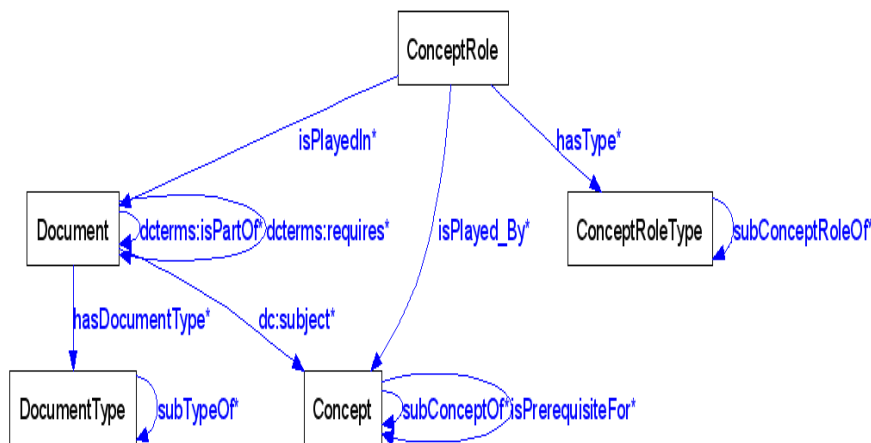 ConceptRole
isPlayedIn*
hasType*
Document
dcterms:isPartOf*
dcterms:requires*
isPlayed_By*
ConceptRoleType
subConceptRoleOf*
hasDocumentType*
dc:subject*
DocumentType
subTypeOf*
Concept
subConceptOf*
isPrerequisiteFor*